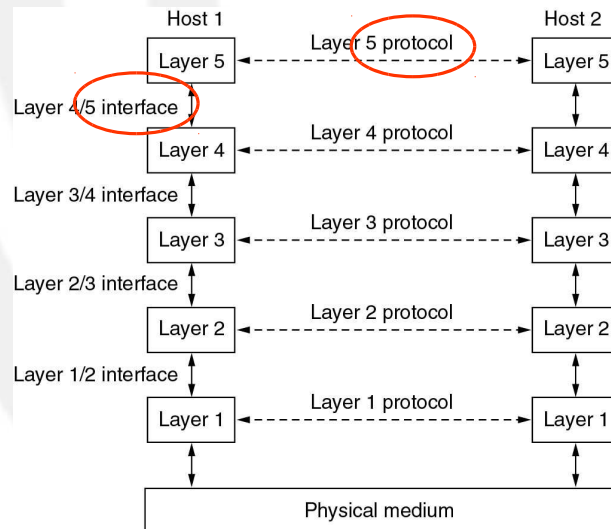 Host 1 Host 2
Layer 5 Layer 5 protocol Layer 5
Layer 4/5 interface
Layer 4 Layer 4 protocol Layer 4
Layer 3/4 interface
Layer 3 Layer 3 protocol Layer 3
Layer 2/3 interface
Layer 2 Layer 2 protocol Layer 2
Layer 1/2 interface
Layer 1 Layer 1 protocol Layer 1
Physical medium